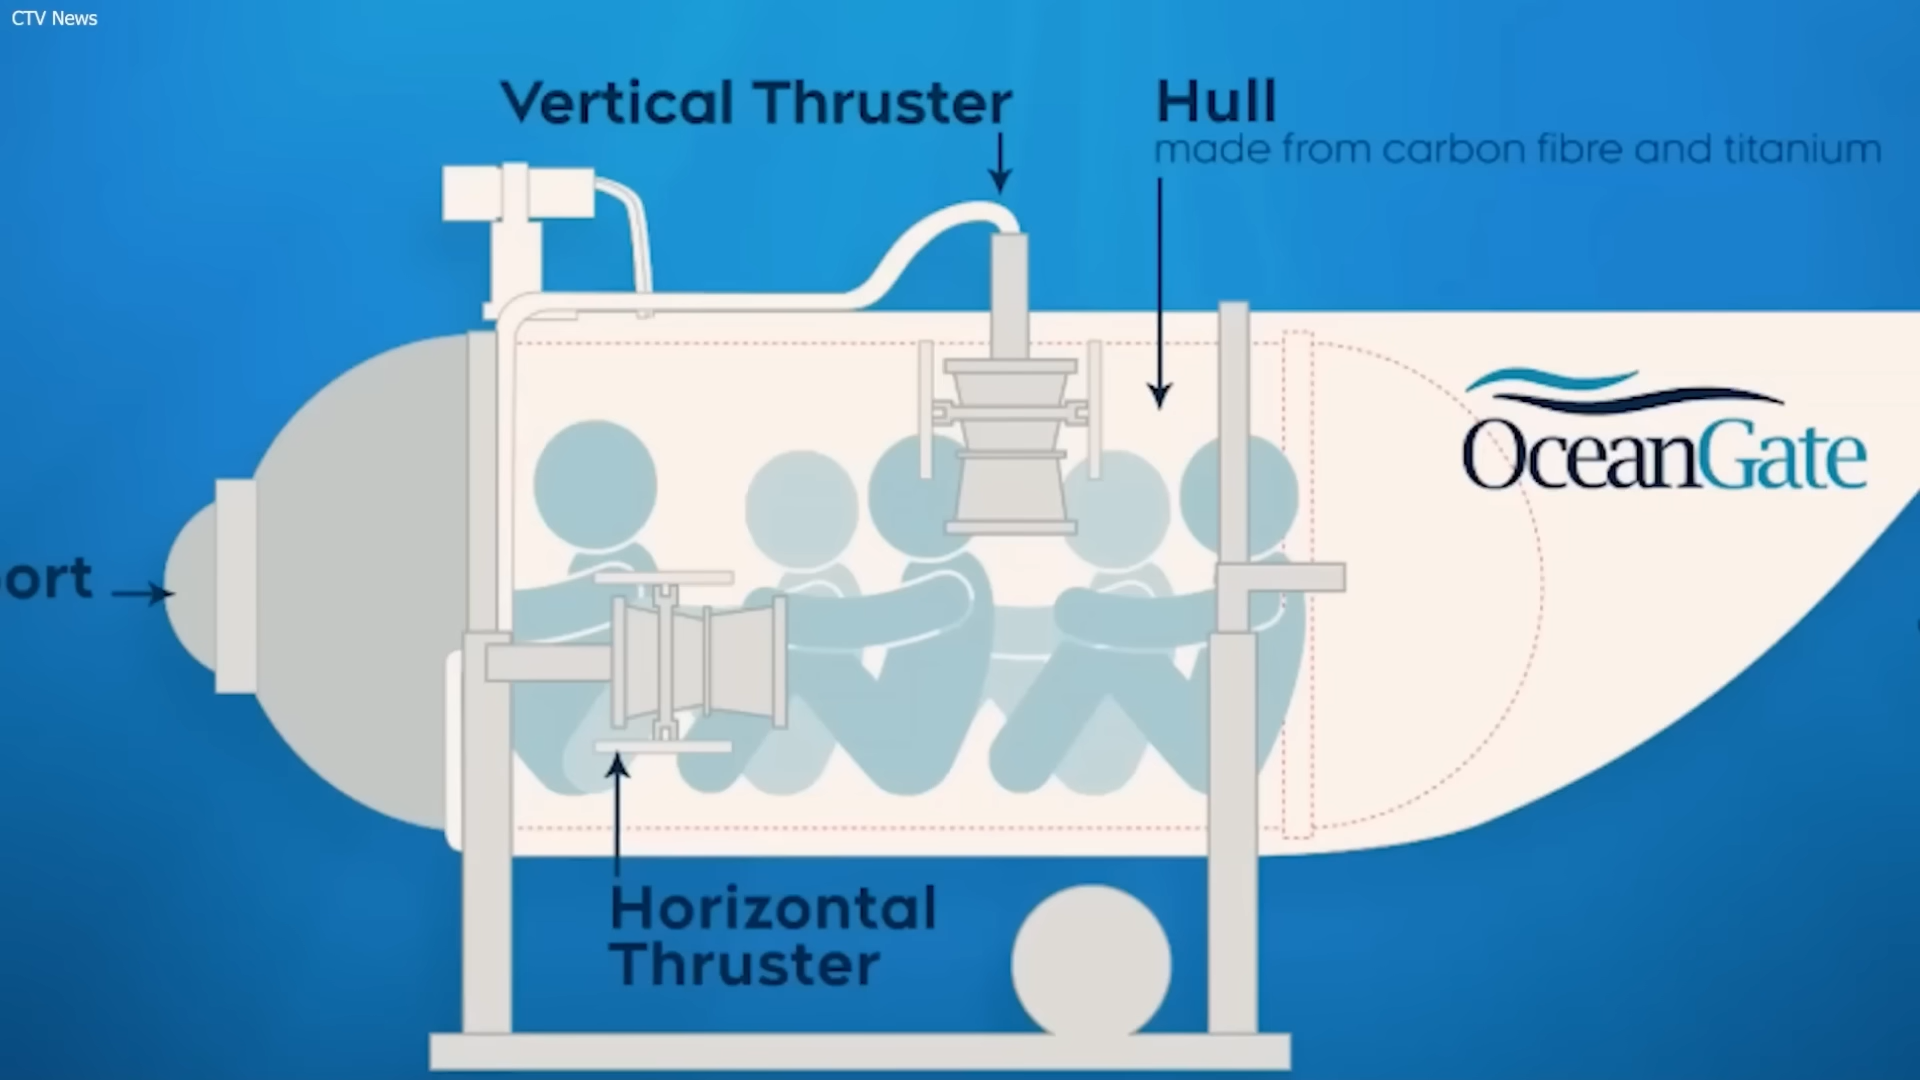 CTV News
Vertical Thruster
Hull
made from carbon fibre and titanium
OceanGate
ort
Horizontal
Thruster